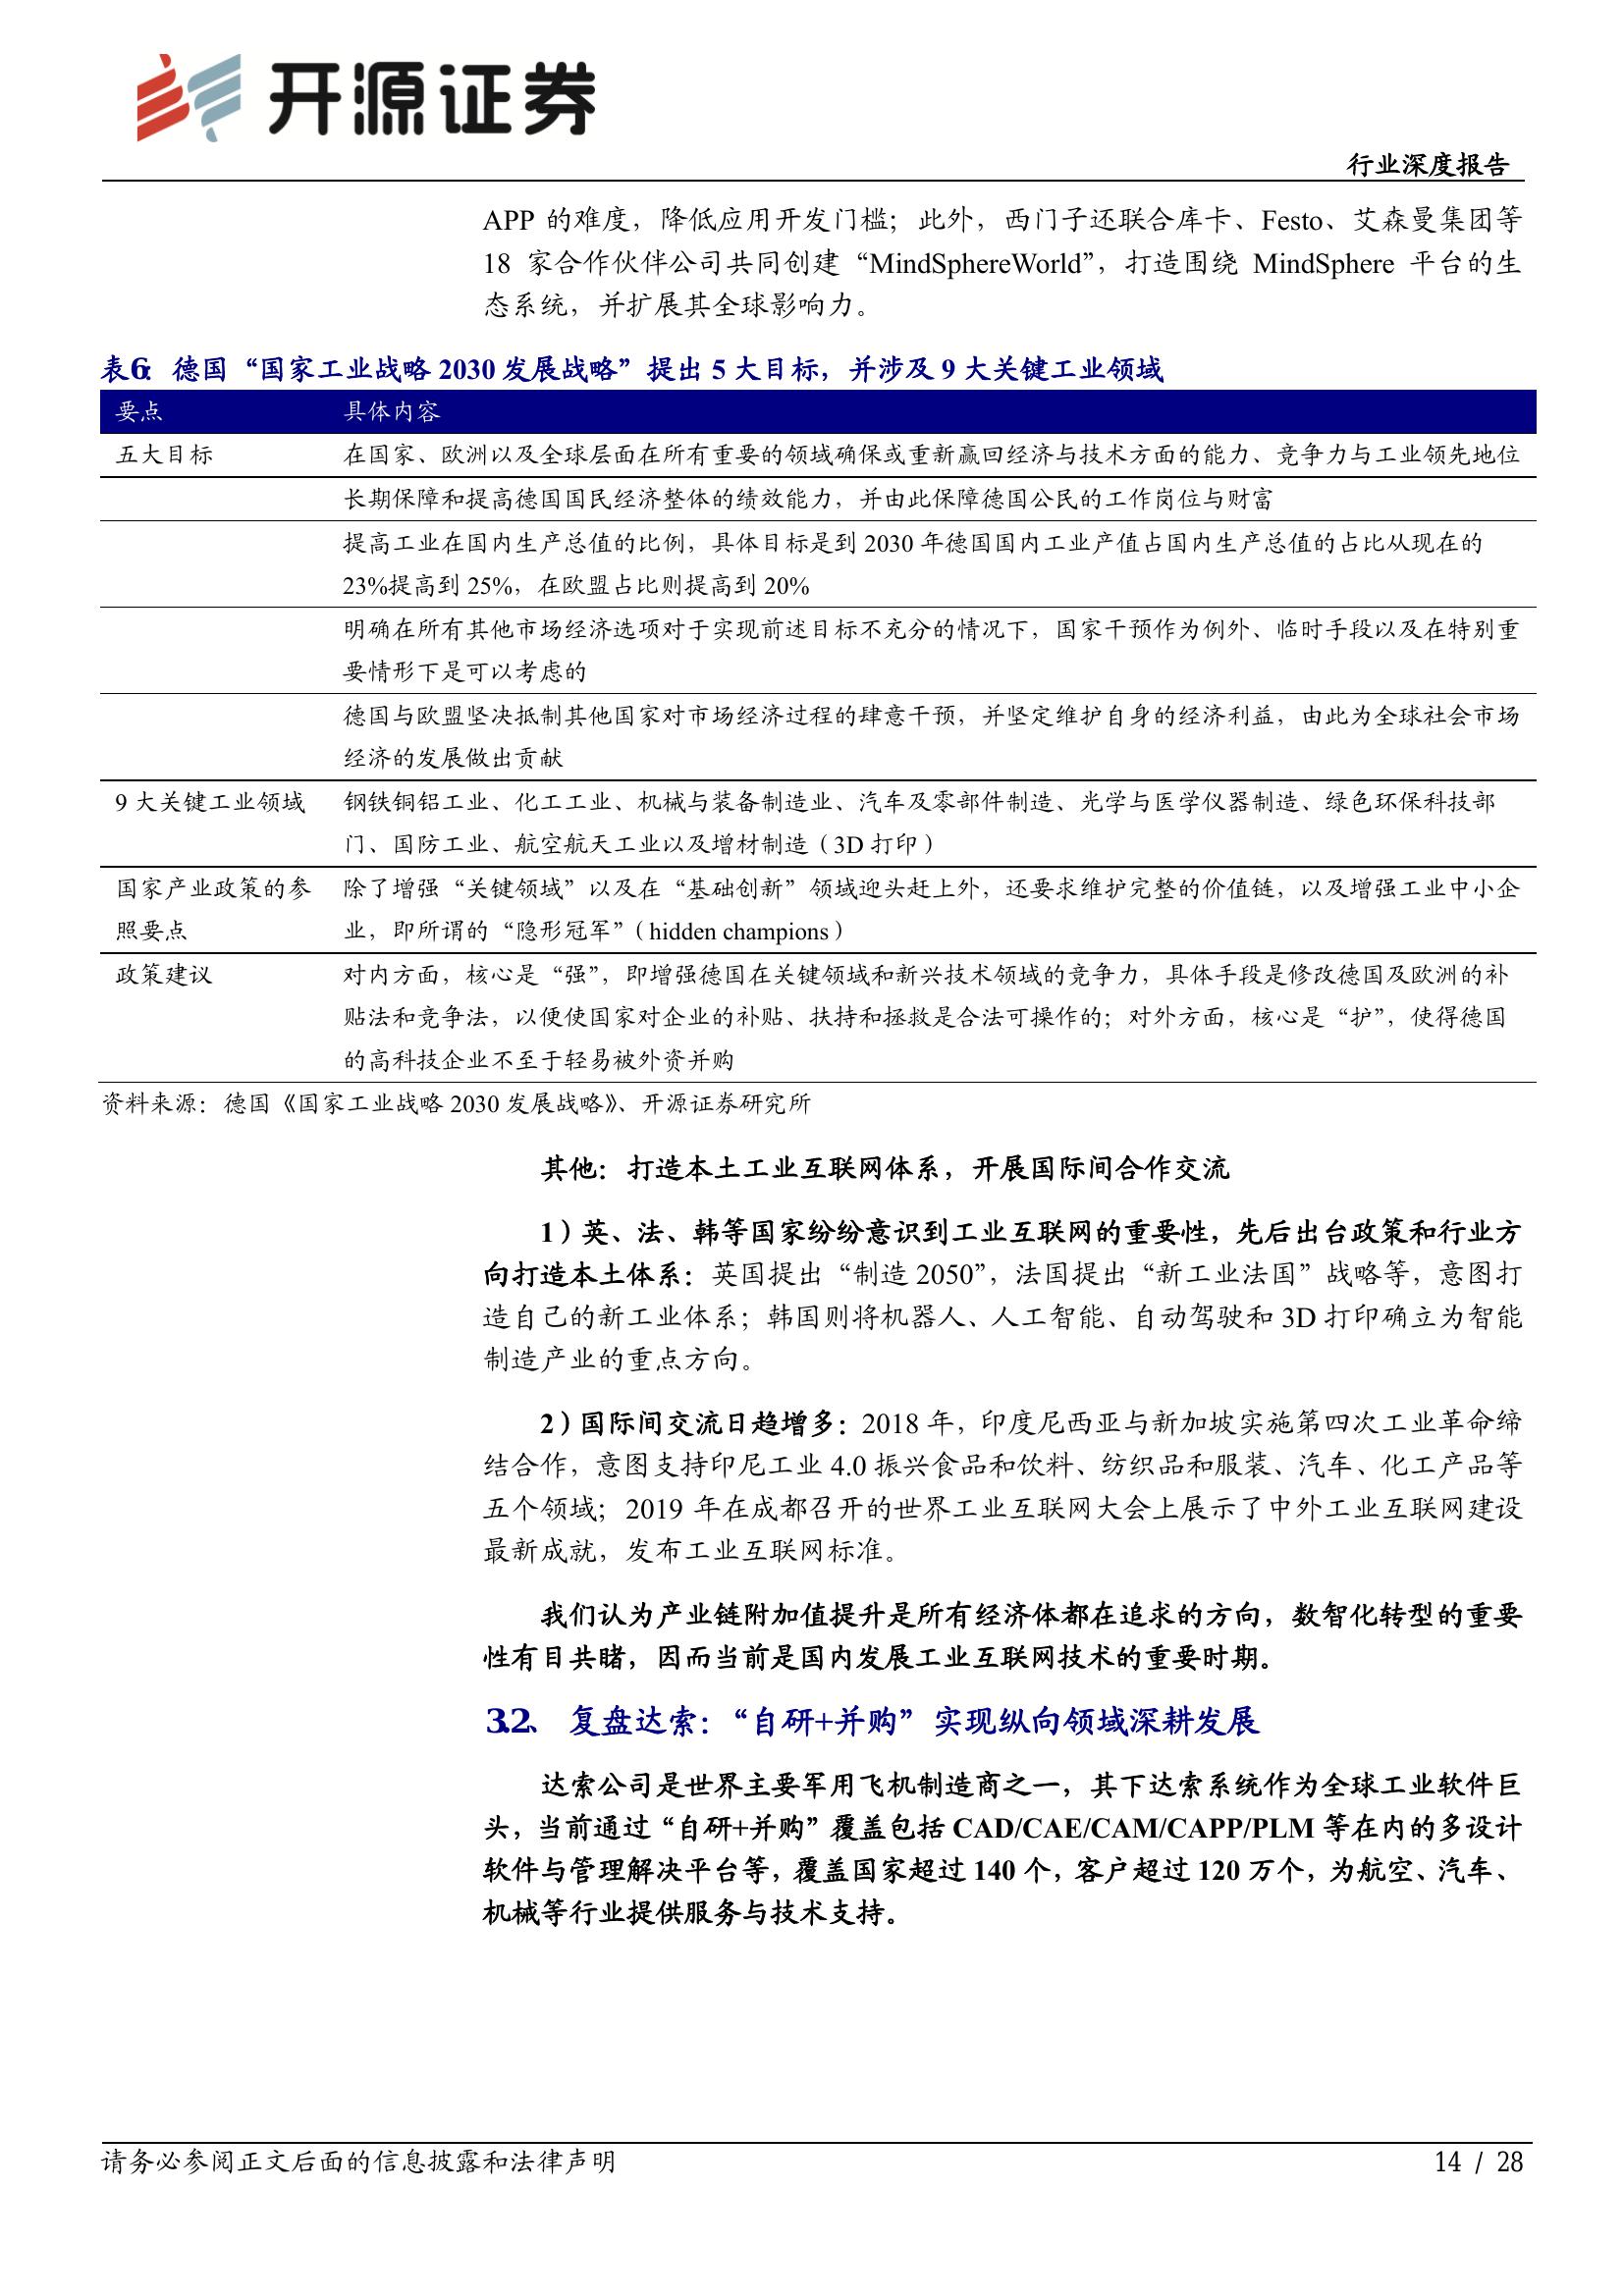 开源证券
行业深度报告
APP 的难度，降低应用开发门槛；此外，西门子还联合库卡、Festo、艾森曼集团等
18 家合作伙伴公司共同创建“MindSphereWorld”，打造围绕 MindSphere 平台的生
态系统，并扩展其全球影响力。
表6：德国“国家工业战略 2030 发展战略”提出 5 大目标，并涉及 9 大关键工业领域
要点 具体内容
五大目标 在国家、欧洲以及全球层面在所有重要的领域确保或重新赢回经济与技术方面的能力、竞争力与工业领先地位
长期保障和提高德国国民经济整体的绩效能力，并由此保障德国公民的工作岗位与财富
提高工业在国内生产总值的比例，具体目标是到 2030 年德国国内工业产值占国内生产总值的占比从现在的
23%提高到 25%，在欧盟占比则提高到 20%
明确在所有其他市场经济选项对于实现前述目标不充分的情况下，国家干预作为例外、临时手段以及在特别重
要情形下是可以考虑的
德国与欧盟坚决抵制其他国家对市场经济过程的肆意干预，并坚定维护自身的经济利益，由此为全球社会市场
经济的发展做出贡献
9 大关键工业领域 钢铁铜铝工业、化工工业、机械与装备制造业、汽车及零部件制造、光学与医学仪器制造、绿色环保科技部
门、国防工业、航空航天工业以及增材制造（3D 打印）
国家产业政策的参 除了增强“关键领域”以及在“基础创新”领域迎头赶上外，还要求维护完整的价值链，以及增强工业中小企
照要点 业，即所谓的“隐形冠军”（hidden champions）
政策建议 对内方面，核心是“强”，即增强德国在关键领域和新兴技术领域的竞争力，具体手段是修改德国及欧洲的补
贴法和竞争法，以便使国家对企业的补贴、扶持和拯救是合法可操作的；对外方面，核心是“护”，使得德国
的高科技企业不至于轻易被外资并购
资料来源：德国《国家工业战略 2030 发展战略》、开源证券研究所
其他：打造本土工业互联网体系，开展国际间合作交流
1）英、法、韩等国家纷纷意识到工业互联网的重要性，先后出台政策和行业方
向打造本土体系：英国提出“制造 2050”，法国提出“新工业法国”战略等，意图打
造自己的新工业体系；韩国则将机器人、人工智能、自动驾驶和 3D 打印确立为智能
制造产业的重点方向。
2）国际间交流日趋增多：2018 年，印度尼西亚与新加坡实施第四次工业革命缔
结合作，意图支持印尼工业 4.0 振兴食品和饮料、纺织品和服装、汽车、化工产品等
五个领域；2019 年在成都召开的世界工业互联网大会上展示了中外工业互联网建设
最新成就，发布工业互联网标准。
我们认为产业链附加值提升是所有经济体都在追求的方向，数智化转型的重要
性有目共睹，因而当前是国内发展工业互联网技术的重要时期。
3.2、 复盘达索：“自研+并购”实现纵向领域深耕发展
达索公司是世界主要军用飞机制造商之一，其下达索系统作为全球工业软件巨
头，当前通过“自研+并购”覆盖包括 CAD/CAE/CAM/CAPP/PLM 等在内的多设计
软件与管理解决平台等，覆盖国家超过 140 个，客户超过 120 万个，为航空、汽车、
机械等行业提供服务与技术支持。
请务必参阅正文后面的信息披露和法律声明 14 / 28